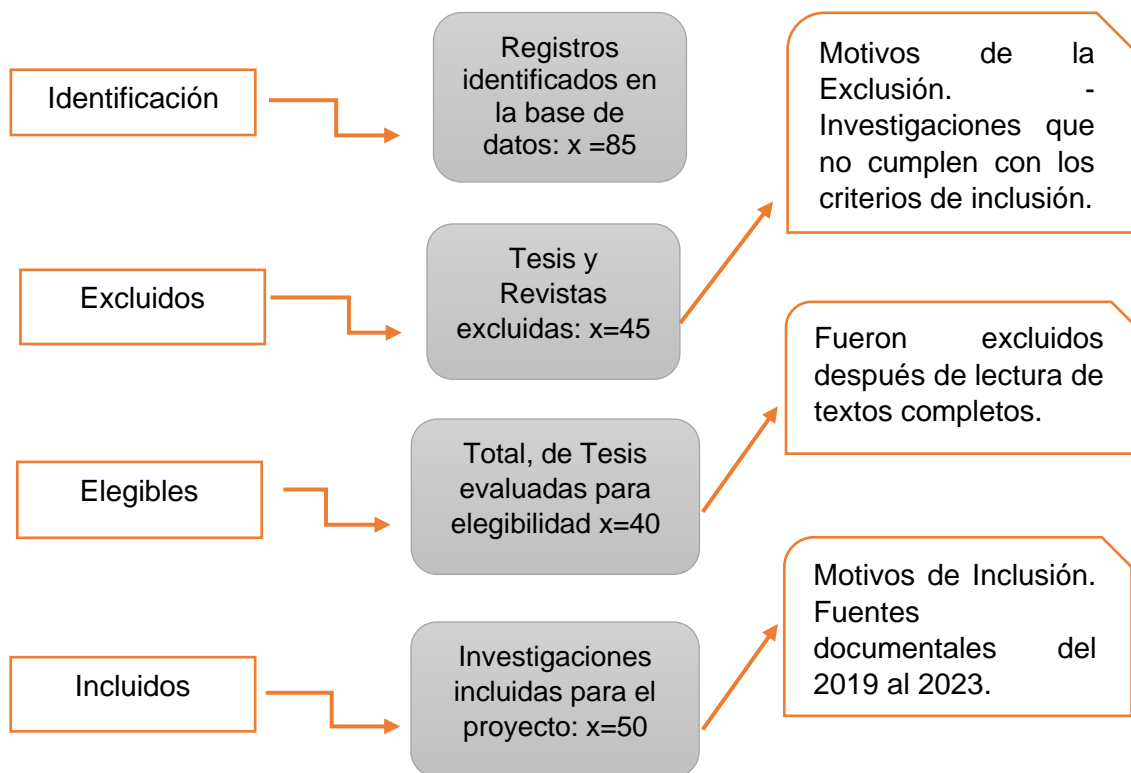 Identificación
Registros
identificados en
la base de
datos: x =85
Motivos de la
Exclusión. -
Investigaciones que
no cumplen con los
criterios de inclusión.
Excluidos
Tesis y
Revistas
excluidas: x=45
Fueron excluidos
después de lectura de
textos completos.
Elegibles
Total, de Tesis
evaluadas para
elegibilidad x=40
Motivos de Inclusión.
Fuentes
documentales del
2019 al 2023.
Incluidos
Investigaciones
incluidas para el
proyecto: x=50